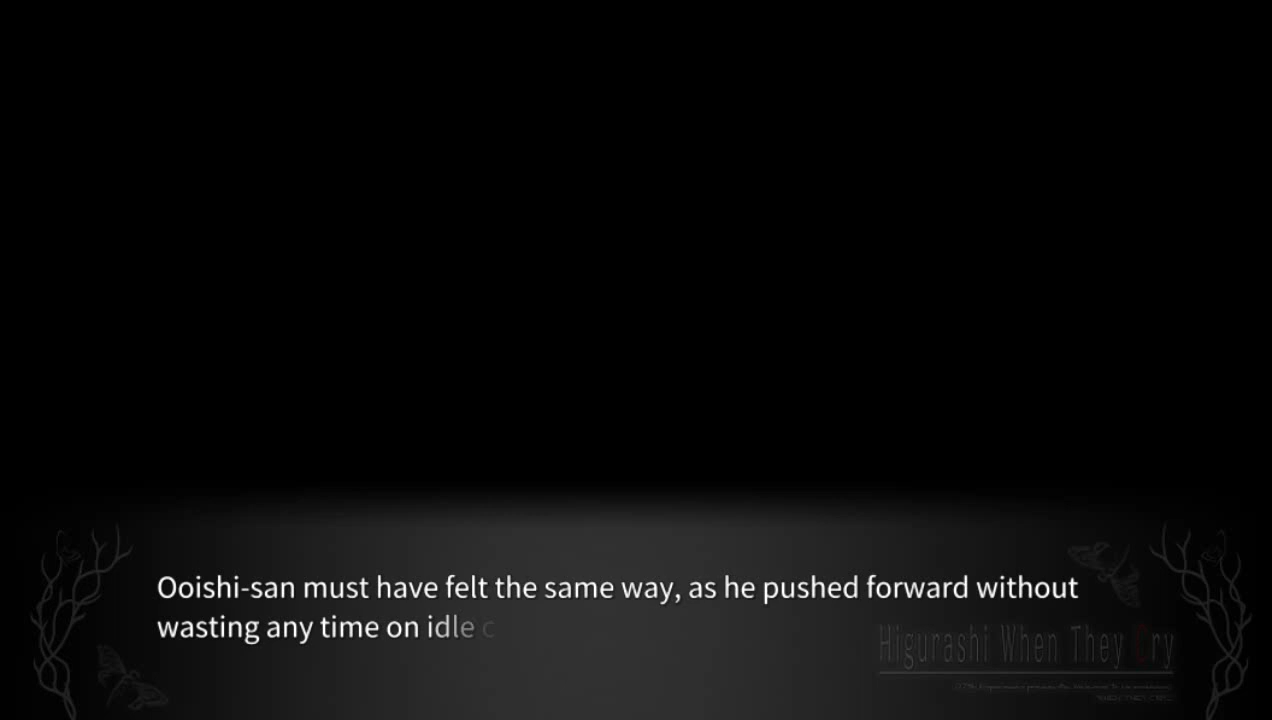 Ooishi-san must have felt the same way, as he pushed forward without
wasting any time on idle c
Higurashi When They Cry